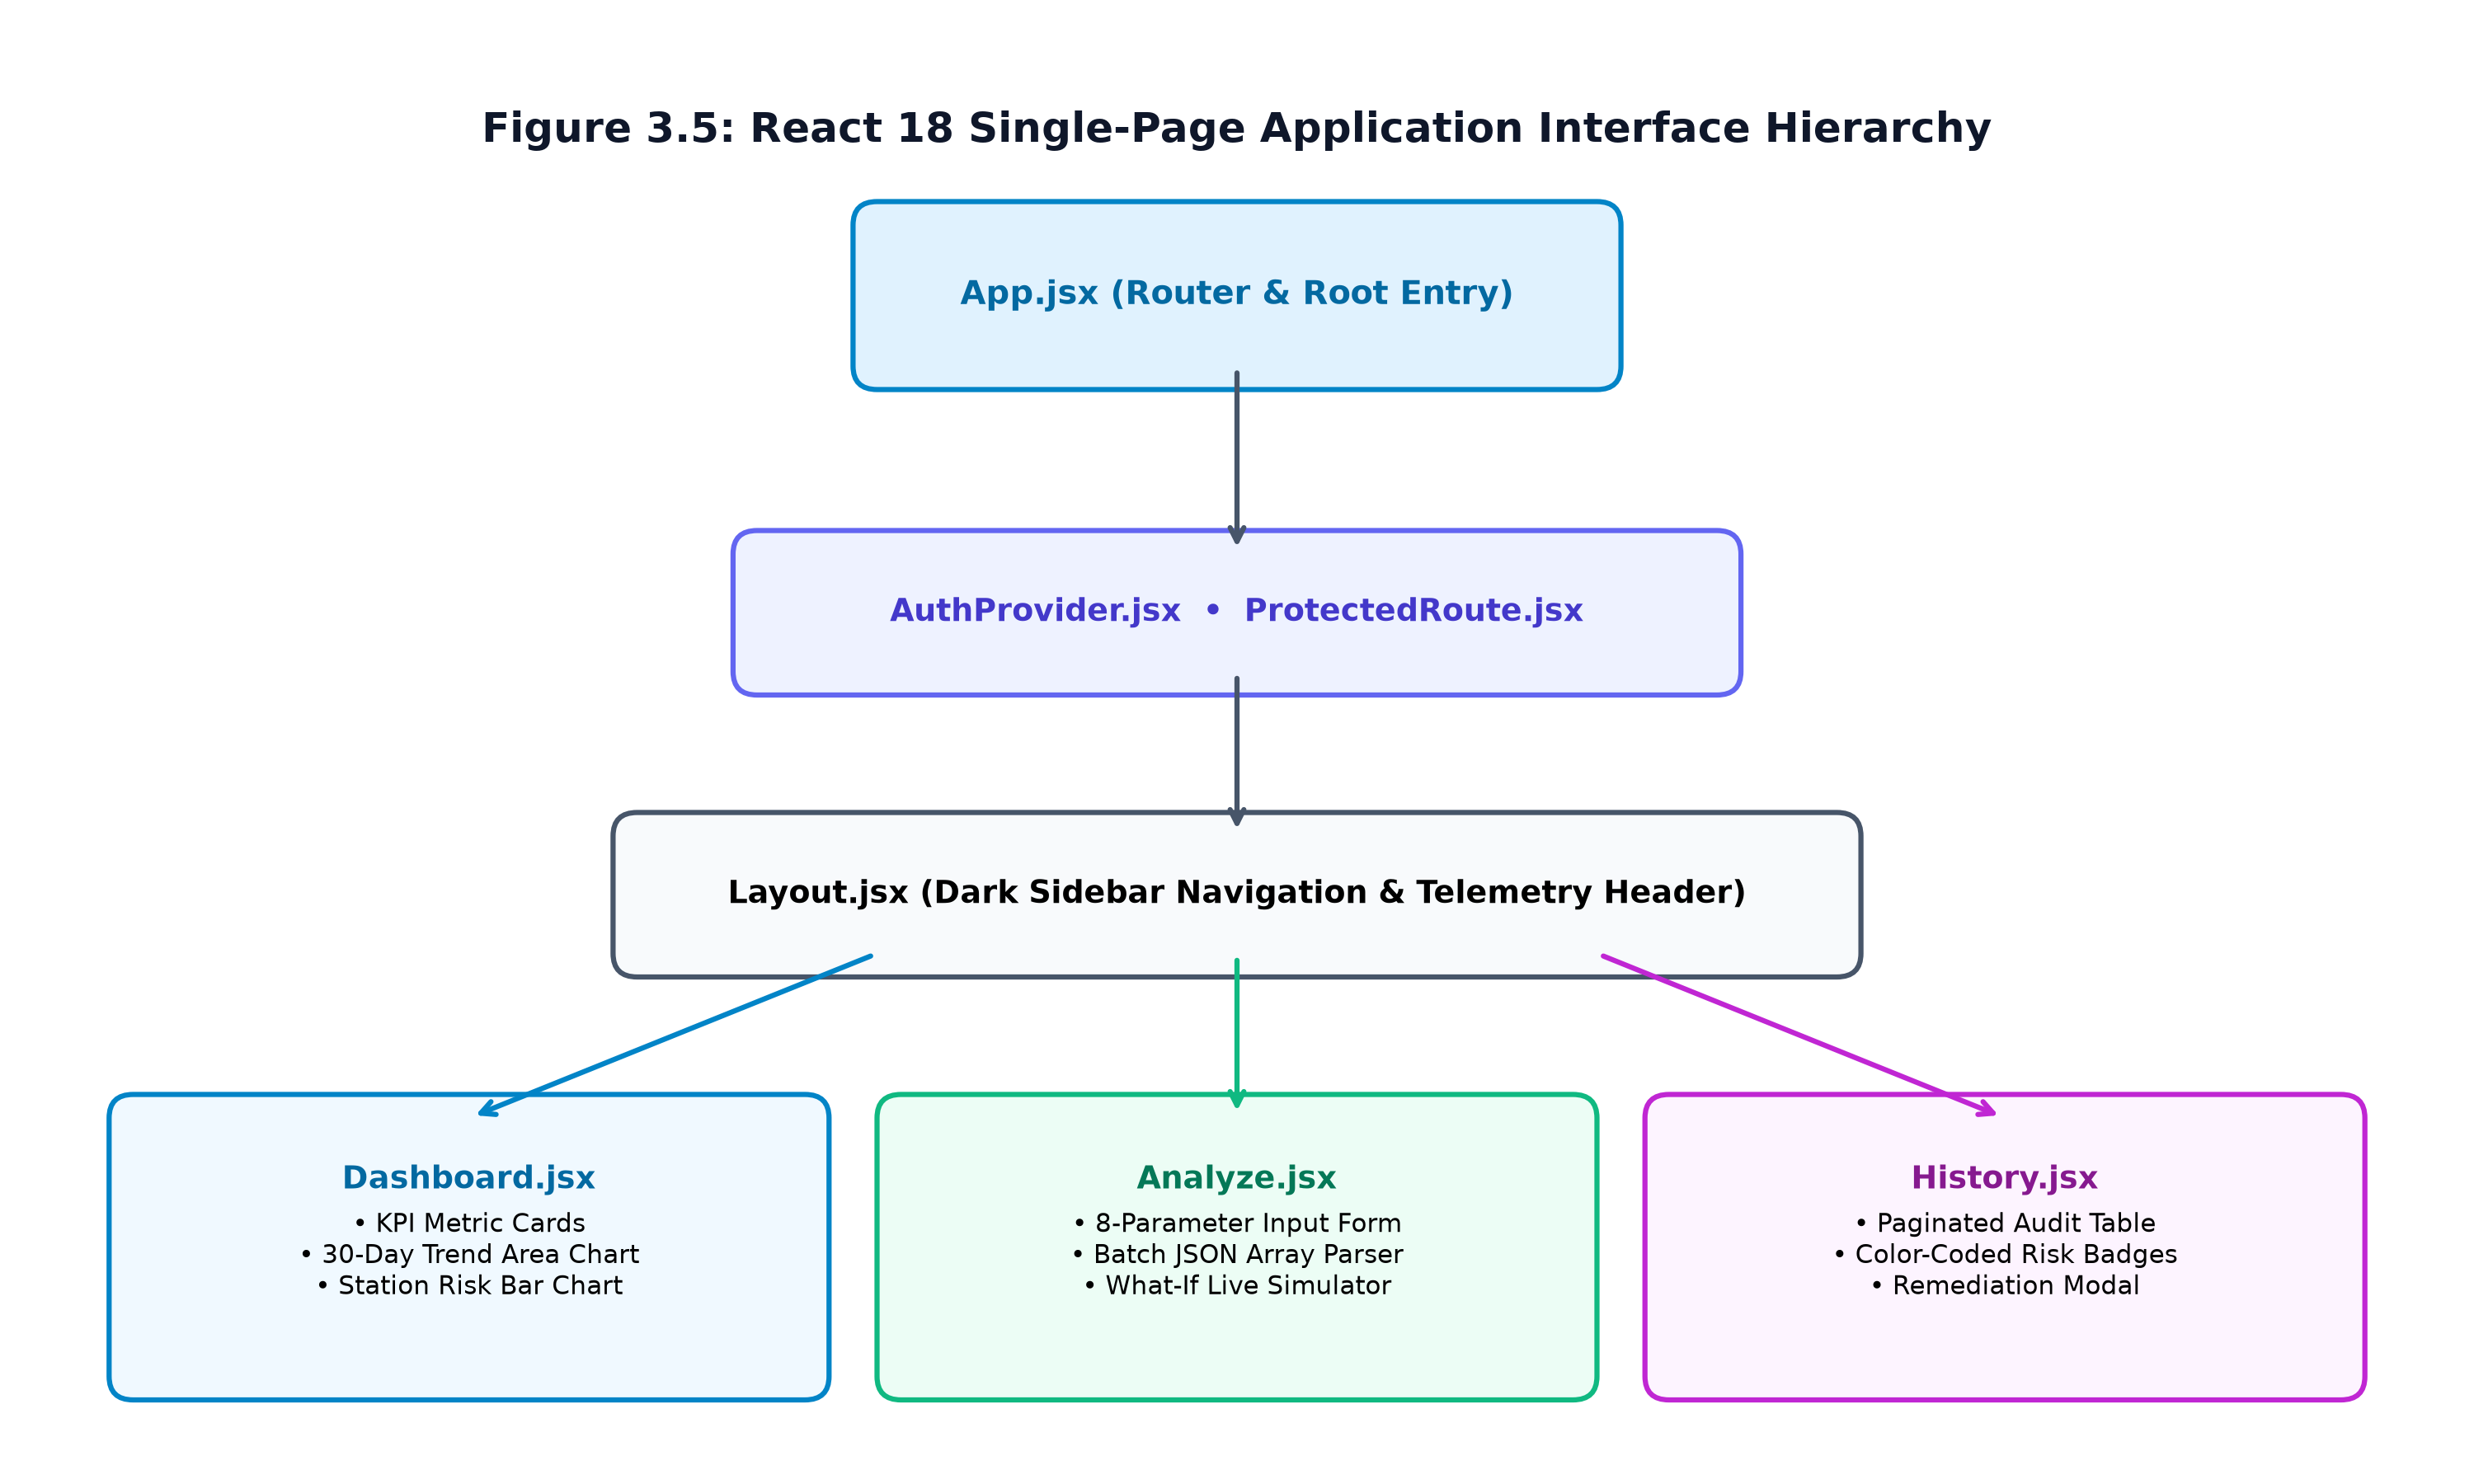 Figure 3.5: React 18 Single-Page Application Interface Hierarchy
App.jsx (Router & Root Entry)
AuthProvider.jsx • ProtectedRoute.jsx
Layout.jsx (Dark Sidebar Navigation & Telemetry Header)
Dashboard.jsx
• KPI Metric Cards
• 30-Day Trend Area Chart
• Station Risk Bar Chart
Analyze.jsx
• 8-Parameter Input Form
• Batch JSON Array Parser
• What-If Live Simulator
History.jsx
• Paginated Audit Table
• Color-Coded Risk Badges
• Remediation Modal